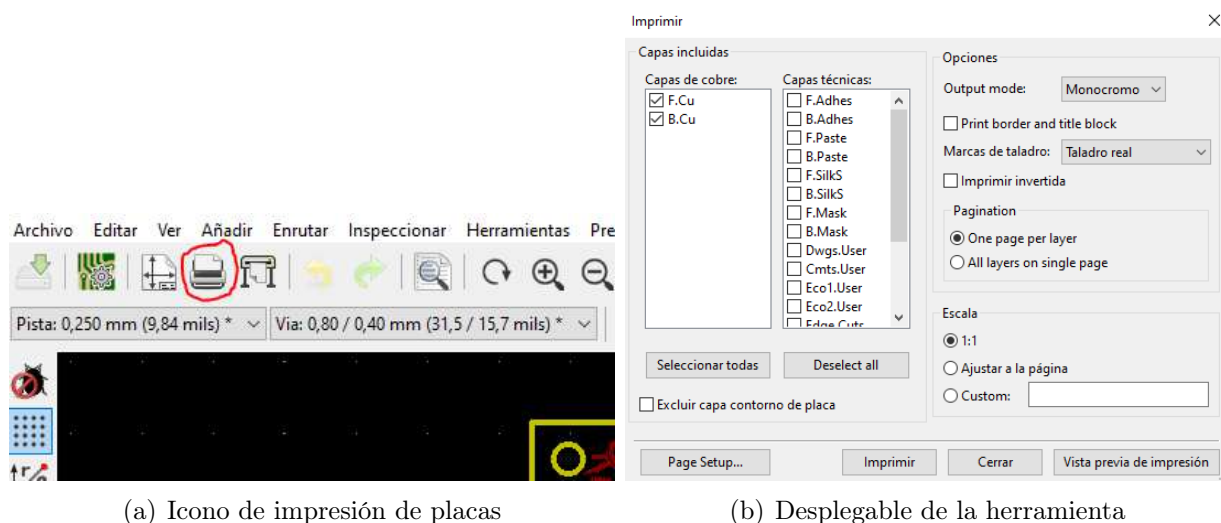 Archivo Editar Ver Añadir Enrutar Inspeccionar Herramientas Pre
Pista: 0,250 mm (9,84 mils) * Via: 0,80 / 0,40 mm (31,5 / 15,7 mils) *
(a) Icono de impresión de placas
Imprimir
Capas incluidas
Capas de cobre:
F.Cu
B.Cu
Capas técnicas:
F.Adhes
B.Adhes
F.Paste
B.Paste
F.SilkS
B.SilkS
F.Mask
B.Mask
Dwgs.User
Cmts.User
Eco1.User
Eco2.User
Edge.Cuts
Seleccionar todas
Deselect all
Excluir capa contorno de placa
Opciones
Output mode: Monocromo
Print border and title block
Marcas de taladro: Taladro real
Imprimir invertida
Pagination
One page per layer
All layers on single page
Escala
1:1
Ajustar a la página
Custom:
Page Setup...
Imprimir
Cerrar
Vista previa de impresión
(b) Desplegable de la herramienta